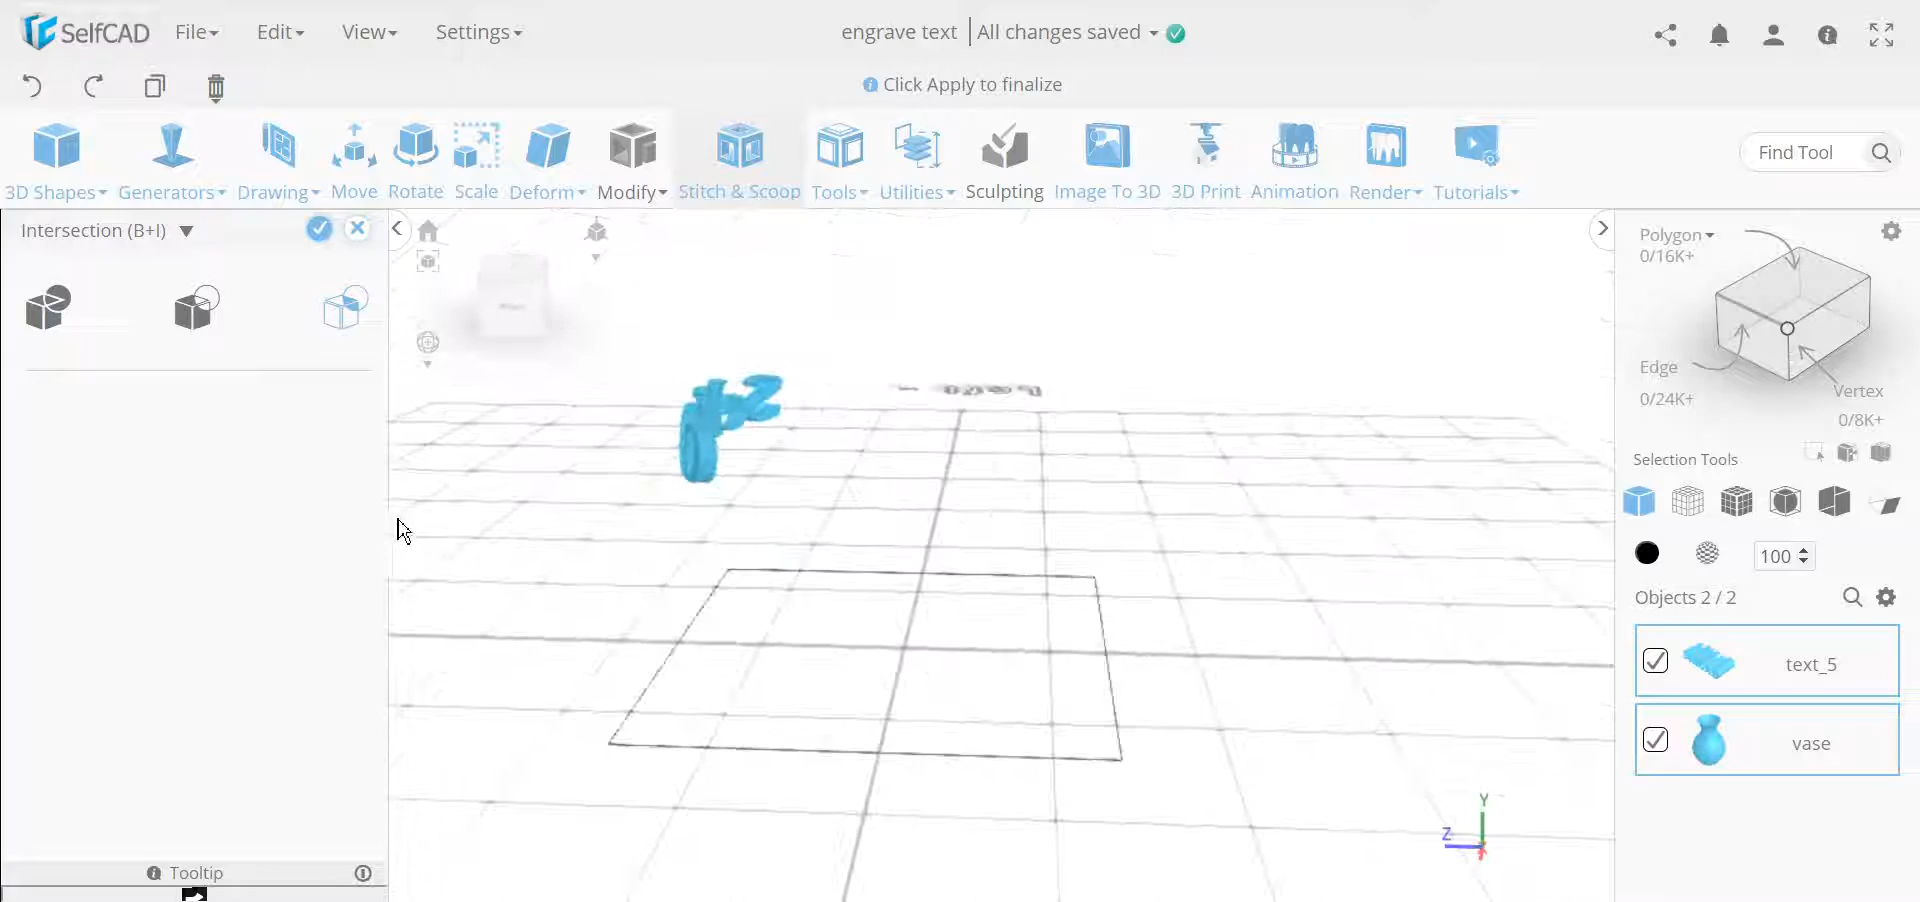 SelfCAD File Edit View Settings engrave text All changes saved
Click Apply to finalize
3D Shapes Generators Drawing Move Rotate Scale Deform Modify Stitch & Scoop Tools Utilities Sculpting Image To 3D 3D Print Animation Render Tutorials Find Tool
Intersection (B+I)
Polygon
0/16K+
Edge
0/24K+
Vertex
0/8K+
Selection Tools
100
Objects 2 / 2
text_5
vase
Y
Z
Tooltip